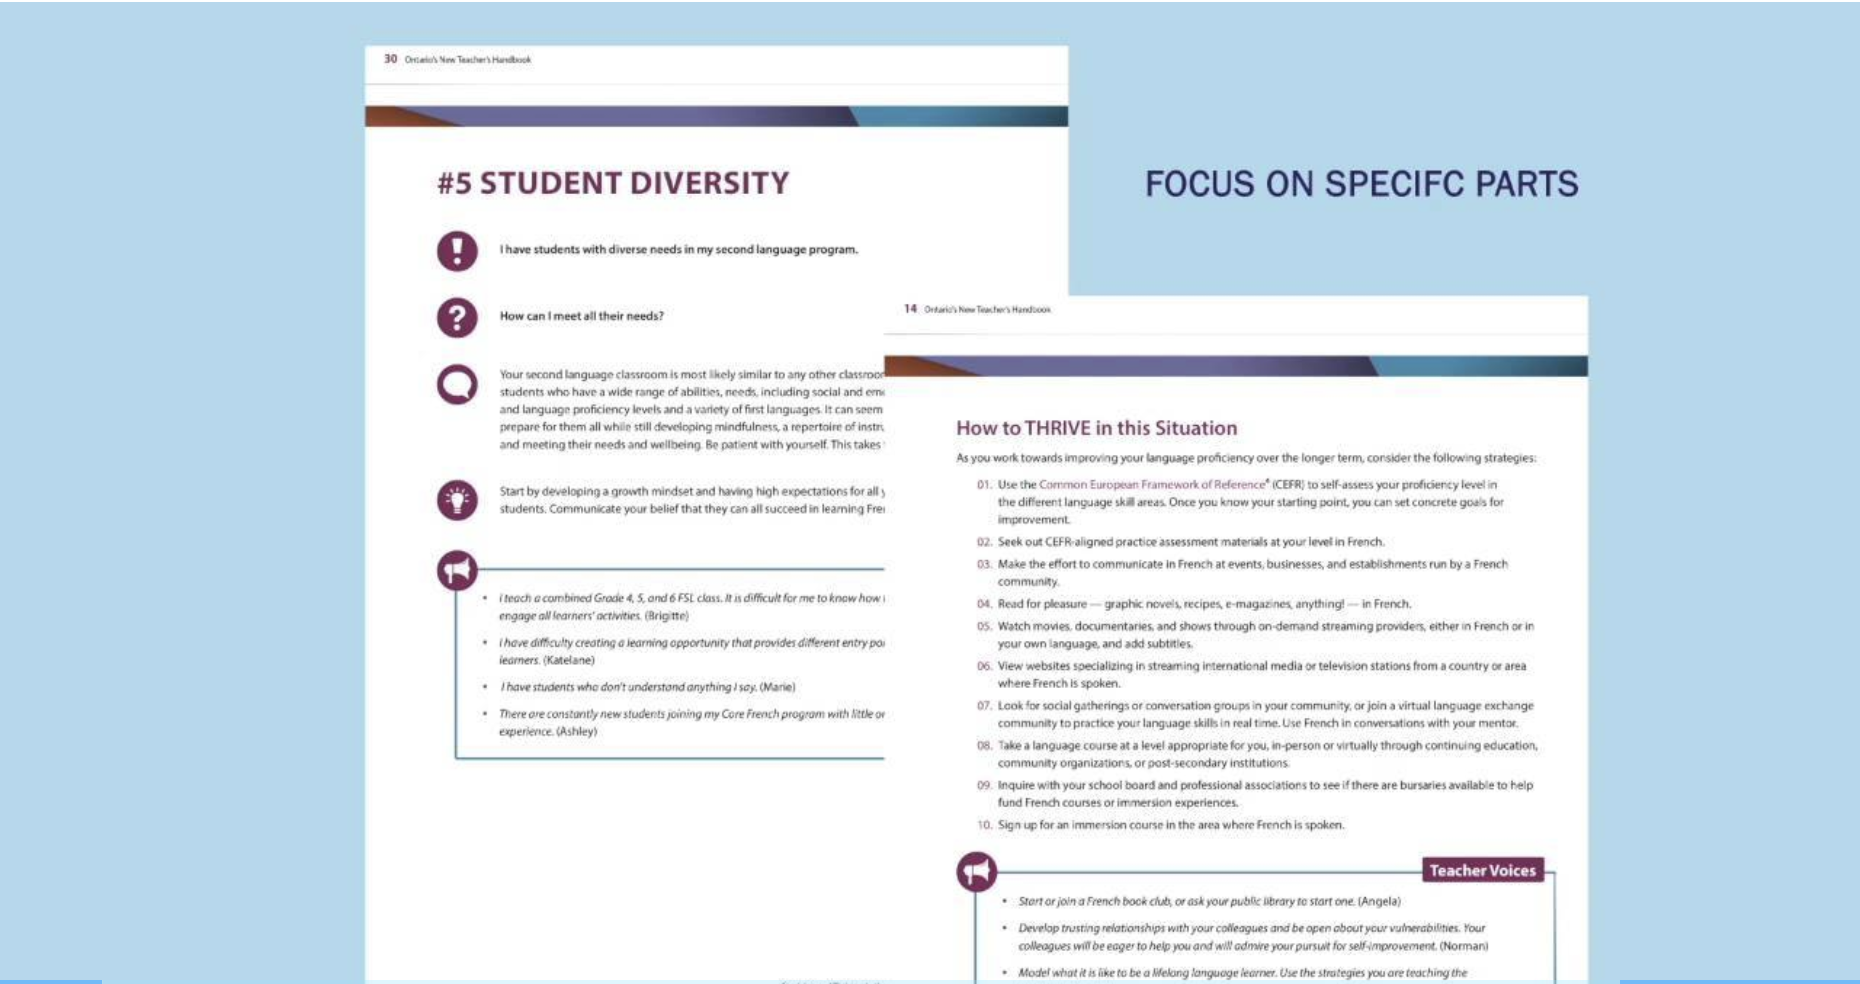 30 Ontario's New Teacher's Handbook
#5 STUDENT DIVERSITY
I have students with diverse needs in my second language program.
How can I meet all their needs?
Your second language classroom is most likely similar to any other classroom
students who have a wide range of abilities, needs, including social and emo
and language proficiency levels and a variety of first languages. It can seem
prepare for them all while still developing mindfulness, a repertoire of instr
and meeting their needs and wellbeing. Be patient with yourself. This takes
Start by developing a growth mindset and having high expectations for all y
students. Communicate your belief that they can all succeed in learning Fre
• I teach a combined Grade 4, 5, and 6 FSL class. It is difficult for me to know how
engage all learners' activities. (Brigitte)
• I have difficulty creating a learning opportunity that provides different entry poi
learners. (Katelane)
• I have students who don't understand anything I say. (Marie)
• There are constantly new students joining my Core French program with little or
experience. (Ashley)
FOCUS ON SPECIFC PARTS
14 Ontario's New Teacher's Handbook
How to THRIVE in this Situation
As you work towards improving your language proficiency over the longer term, consider the following strategies:
01. Use the Common European Framework of Reference (CEFR) to self-assess your proficiency level in
the different language skill areas. Once you know your starting point, you can set concrete goals for
improvement.
02. Seek out CEFR-aligned practice assessment materials at your level in French.
03. Make the effort to communicate in French at events, businesses, and establishments run by a French
community.
04. Read for pleasure — graphic novels, recipes, e-magazines, anything! — in French.
05. Watch movies, documentaries, and shows through on-demand streaming providers, either in French or in
your own language, and add subtitles.
06. View websites specializing in streaming international media or television stations from a country or area
where French is spoken.
07. Look for social gatherings or conversation groups in your community, or join a virtual language exchange
community to practice your language skills in real time. Use French in conversations with your mentor.
08. Take a language course at a level appropriate for you, in-person or virtually through continuing education,
community organizations, or post-secondary institutions.
09. Inquire with your school board and professional associations to see if there are bursaries available to help
fund French courses or immersion experiences.
10. Sign up for an immersion course in the area where French is spoken.
Teacher Voices
• Start or join a French book club, or ask your public library to start one. (Angela)
• Develop trusting relationships with your colleagues and be open about your vulnerabilities. Your
colleagues will be eager to help you and will admire your pursuit for self-improvement. (Norman)
• Model what it is like to be a lifelong language learner. Use the strategies you are teaching the